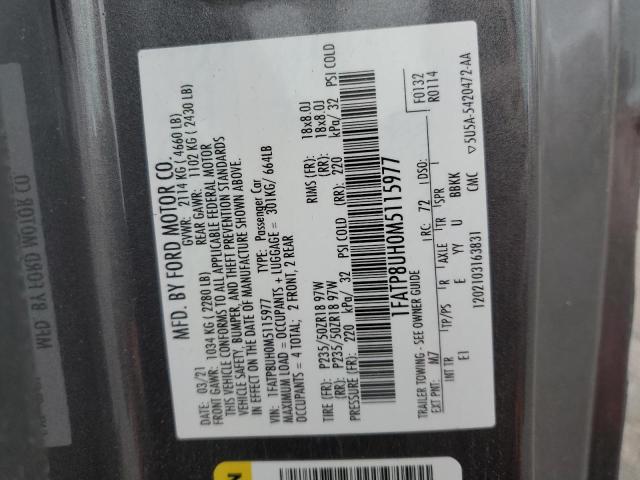 MFD. BY FORD MOTOR CO.
DATE: 03/21 GVWR: 2114 KG ( 4660 LB)
FRONT GAWR: 1034 KG ( 2280 LB) REAR GAWR: 1102 KG ( 2430 LB)
THIS VEHICLE CONFORMS TO ALL APPLICABLE FEDERAL MOTOR
VEHICLE SAFETY, BUMPER, AND THEFT PREVENTION STANDARDS
IN EFFECT ON THE DATE OF MANUFACTURE SHOWN ABOVE.
VIN: 1FATP8UH0M5115977 TYPE: Passenger Car
MAXIMUM LOAD = OCCUPANTS + LUGGAGE = 301KG/ 664LB
OCCUPANTS = 4 TOTAL; 2 FRONT, 2 REAR
TIRE (FR): P235/50ZR18 97W RIMS (FR): 18x8.0J
(RR): P235/50ZR18 97W (RR): 18x8.0J
PRESSURE (FR): 220 kPa/ 32 PSI COLD (RR): 220 kPa/ 32 PSI COLD
1FATP8UH0M5115977
TRAILER TOWING - SEE OWNER GUIDE
EXT PNT: M7 RC: 72 DSO: F0132
R0114
INT TR TP/PS R AXLE TR SPR
EI E YY U BBKK
1202103163831 CMC ▽5U5A-5420472-AA
MFD. BY FORD MOTOR CO
N